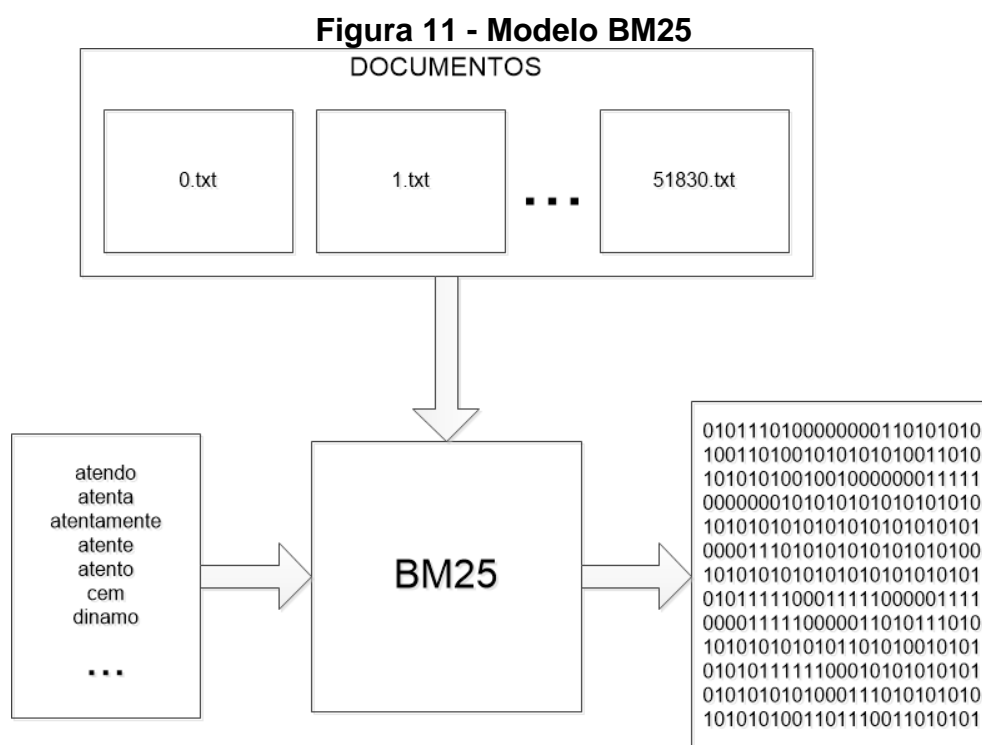 Figura 11 - Modelo BM25
DOCUMENTOS
0.txt
1.txt
...
51830.txt
atendo
atenta
atentamente
atente
atento
cem
dinamo
...
BM25
0101110100000000110101010
1001101001010101010011010
1010101001001000000011111
0000000101010101010101010
1010101010101010101010101
0000111010101010101010100
1010101010101010101010101
0101111100011111000001111
0000111110000011010111010
1010101010101101010010101
0101011111100010101010101
0101010101000111010101010
1010101001101110011010101